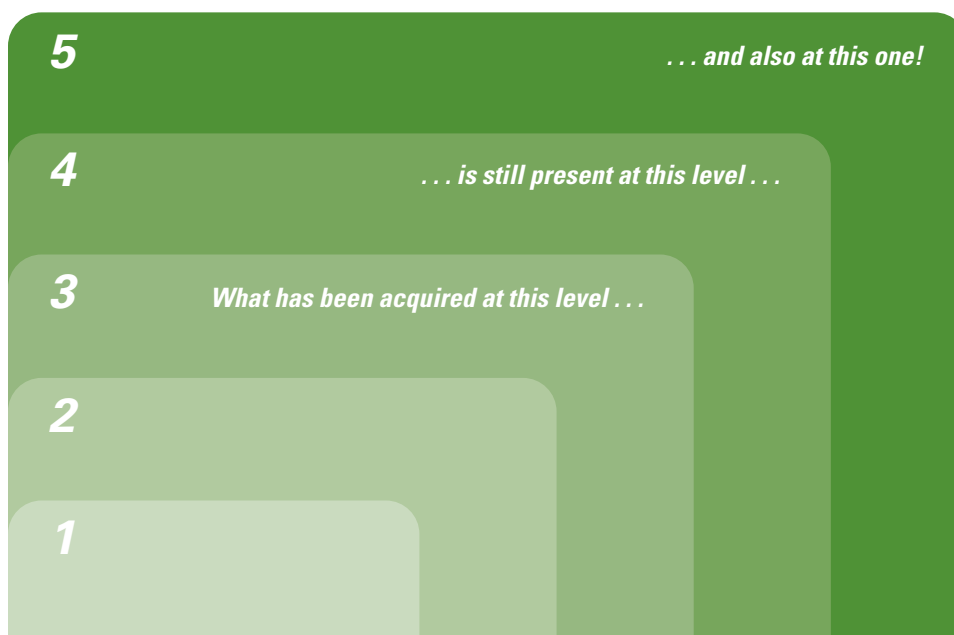 5 . . . and also at this one!
4 . . . is still present at this level . . .
3 What has been acquired at this level . . .
2
1